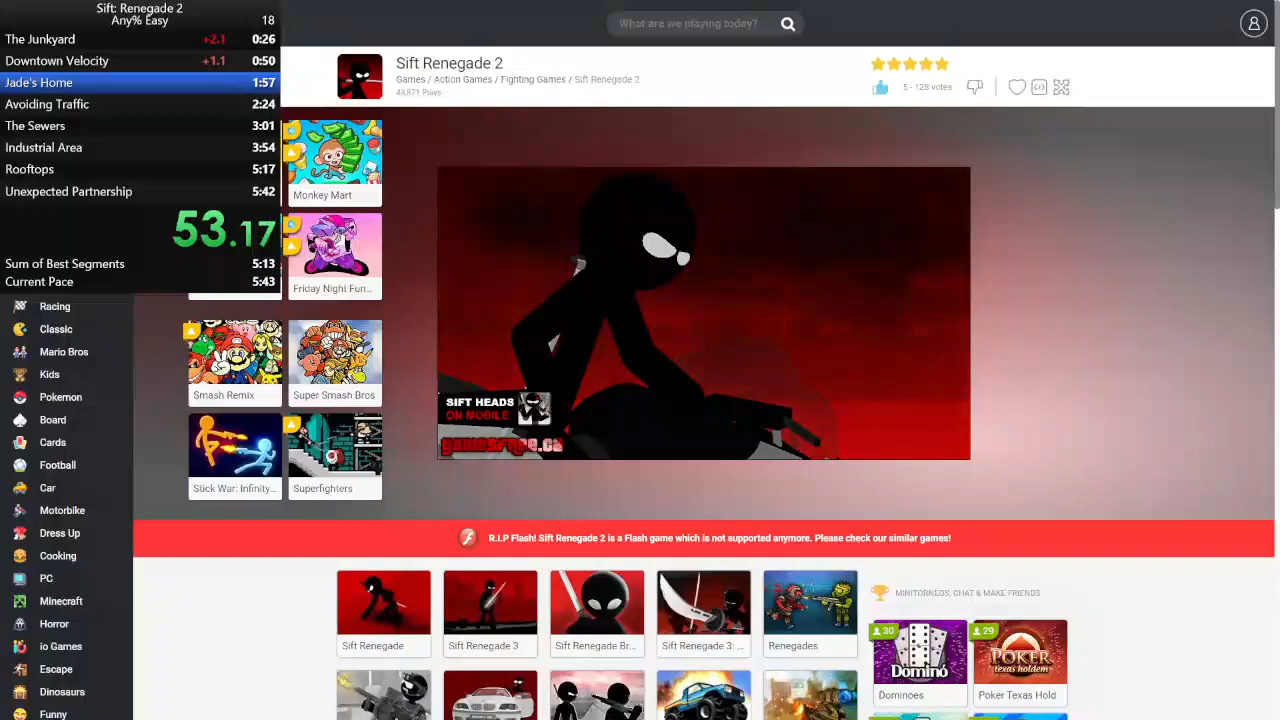 Sift Renegade 2
Any% Easy 18
The Junkyard +2.1 0:26
Downtown Velocity +1.1 0:50
Jade's Home 1:57
Avoiding Traffic 2:24
The Sewers 3:01
Industrial Area 3:54
Rooftops 5:17
Unexpected Partnership 5:42
53.17
Sum of Best Segments 5:13
Current Pace 5:43
What are we playing today?
Sift Renegade 2
Games / Action Games / Fighting Games / Sift Renegade 2
43,871 Plays
5 - 128 votes
Monkey Mart
Friday Night Fun...
Smash Remix
Super Smash Bros
Stick War: Infinity...
Superfighters
Racing
Classic
Mario Bros
Kids
Pokemon
Board
Cards
Football
Car
Motorbike
Dress Up
Cooking
PC
Minecraft
Horror
io Games
Escape
Dinosaurs
Funny
SIFT HEADS
ON MOBILE
gamesfree.ca
R.I.P Flash! Sift Renegade 2 is a Flash game which is not supported anymore. Please check our similar games!
Sift Renegade
Sift Renegade 3
Sift Renegade Br...
Sift Renegade 3: ...
Renegades
MINITORNEOS, CHAT & MAKE FRIENDS
30
Domino
Dominoes
29
POKER
texas holdem
Poker Texas Hold